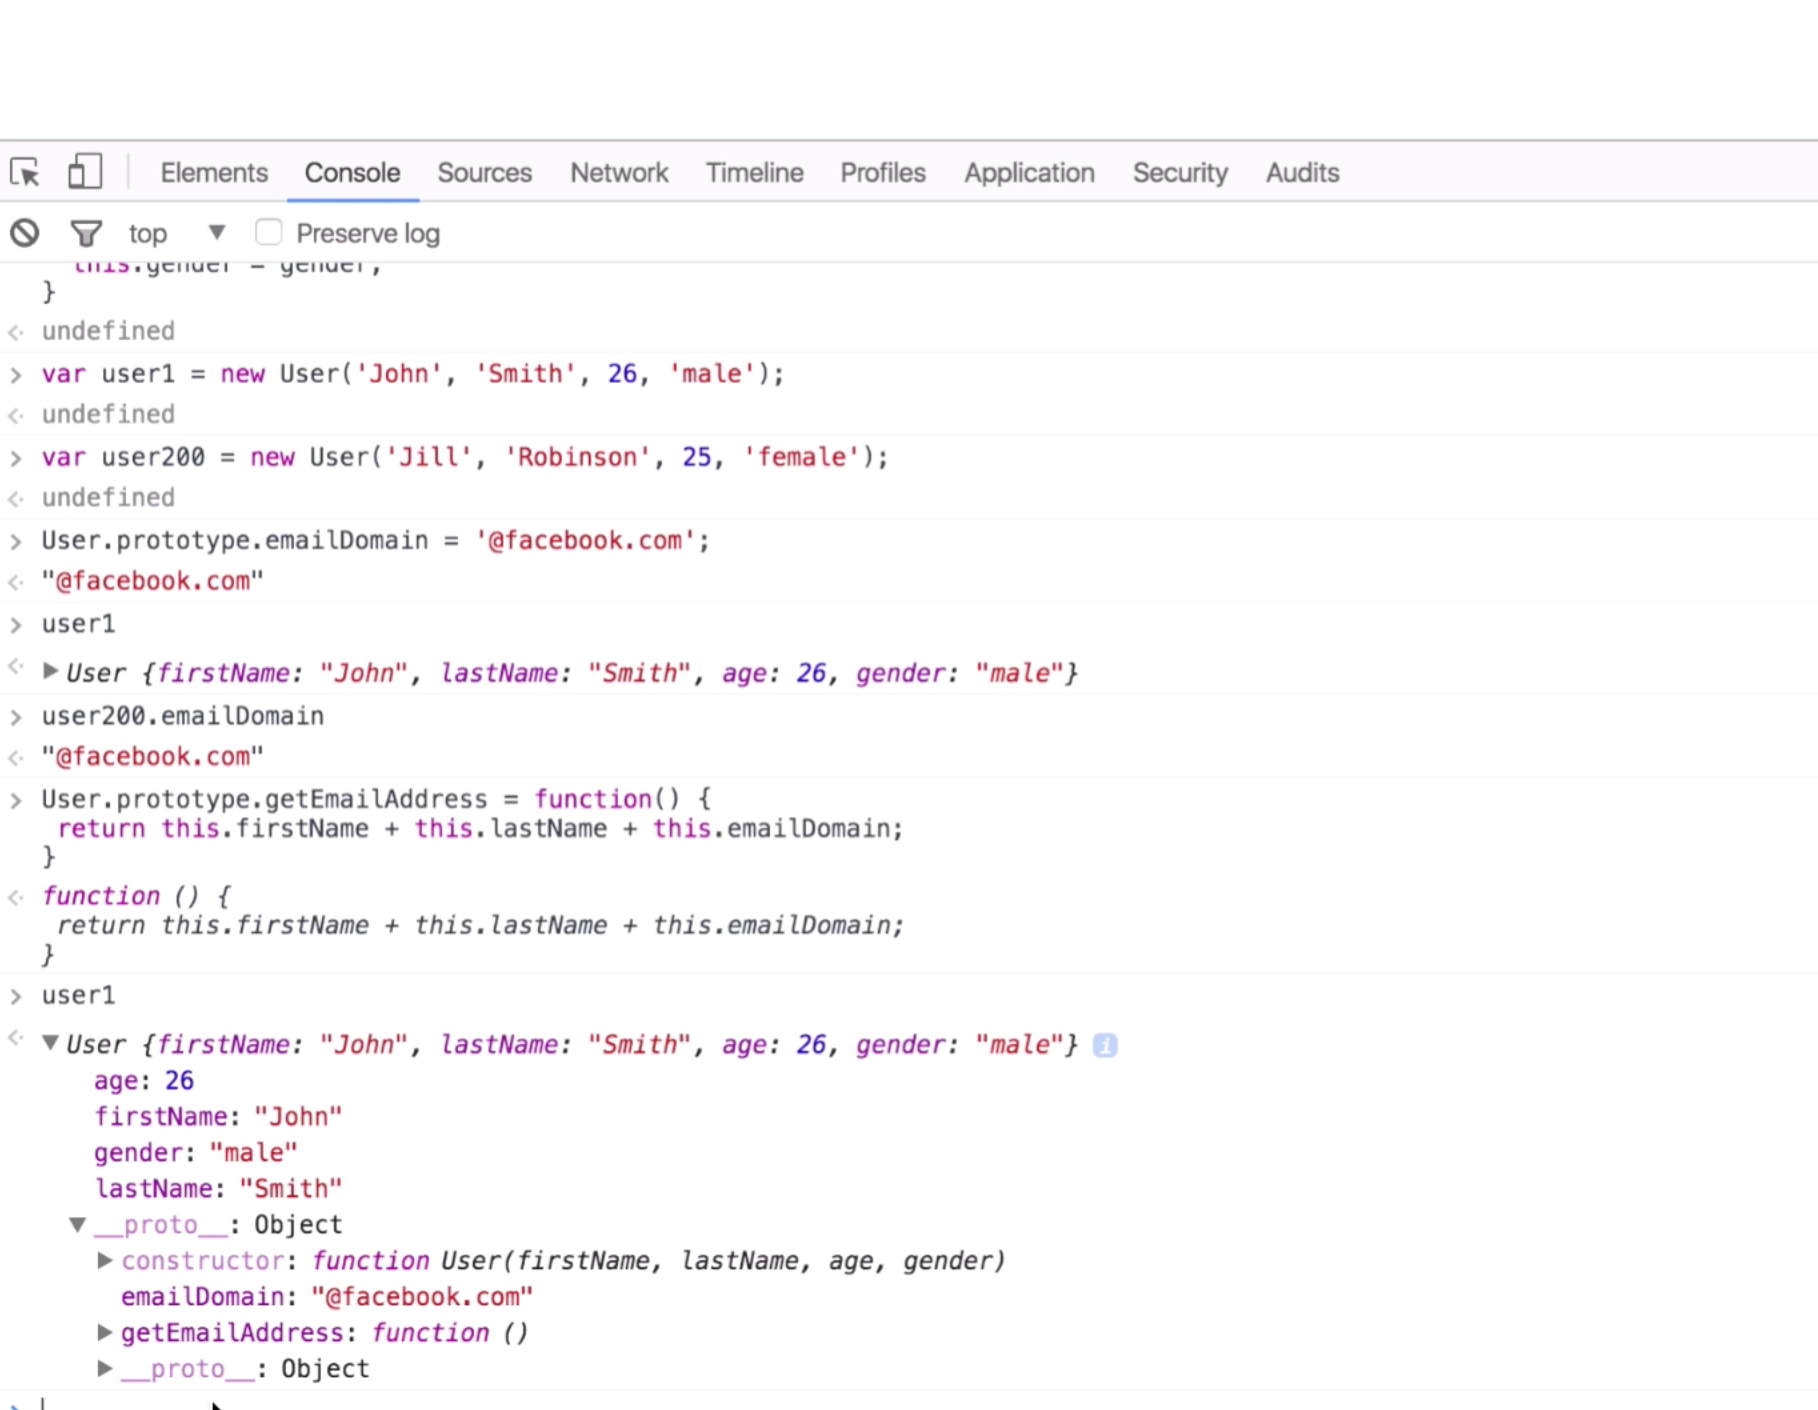 Elements Console Sources Network Timeline Profiles Application Security Audits
top Preserve log
this.gender = gender;
}
undefined
var user1 = new User('John', 'Smith', 26, 'male');
undefined
var user200 = new User('Jill', 'Robinson', 25, 'female');
undefined
User.prototype.emailDomain = '@facebook.com';
"@facebook.com"
user1
User {firstName: "John", lastName: "Smith", age: 26, gender: "male"}
user200.emailDomain
"@facebook.com"
User.prototype.getEmailAddress = function() {
return this.firstName + this.lastName + this.emailDomain;
}
function () {
return this.firstName + this.lastName + this.emailDomain;
}
user1
User {firstName: "John", lastName: "Smith", age: 26, gender: "male"} i
age: 26
firstName: "John"
gender: "male"
lastName: "Smith"
__proto__: Object
constructor: function User(firstName, lastName, age, gender)
emailDomain: "@facebook.com"
getEmailAddress: function ()
__proto__: Object